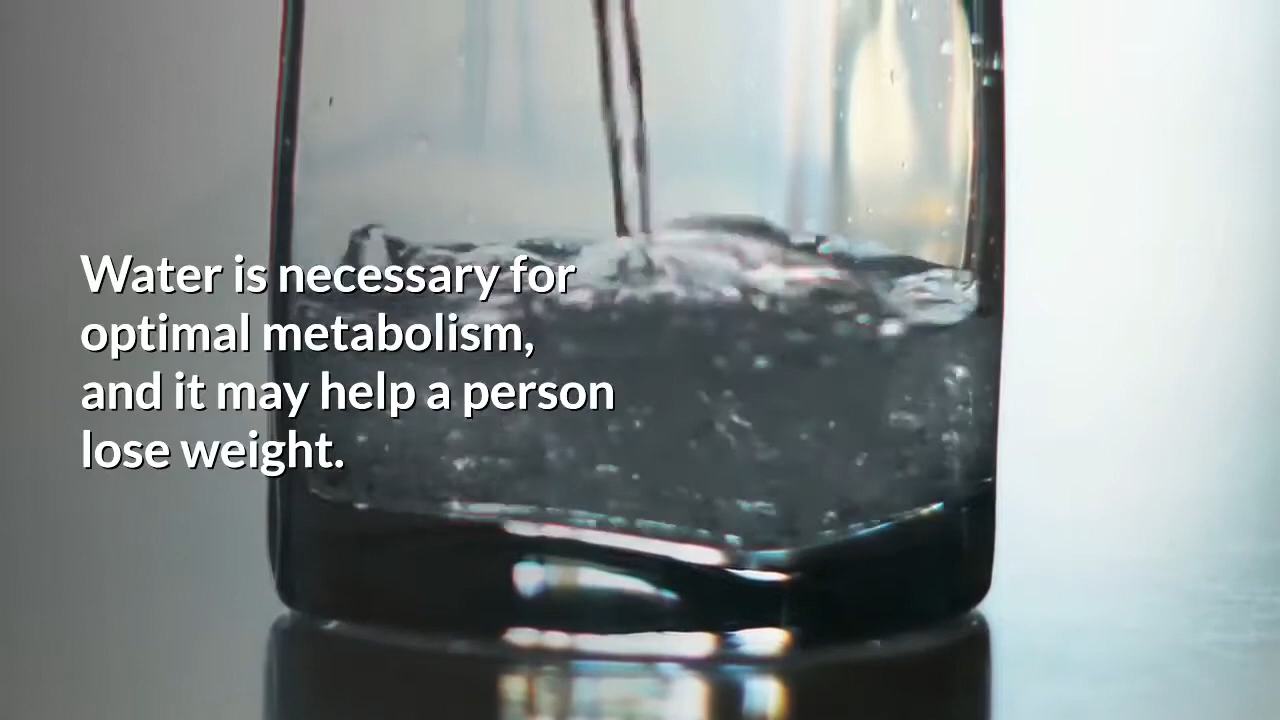 Water is necessary for
optimal metabolism,
and it may help a person
lose weight.